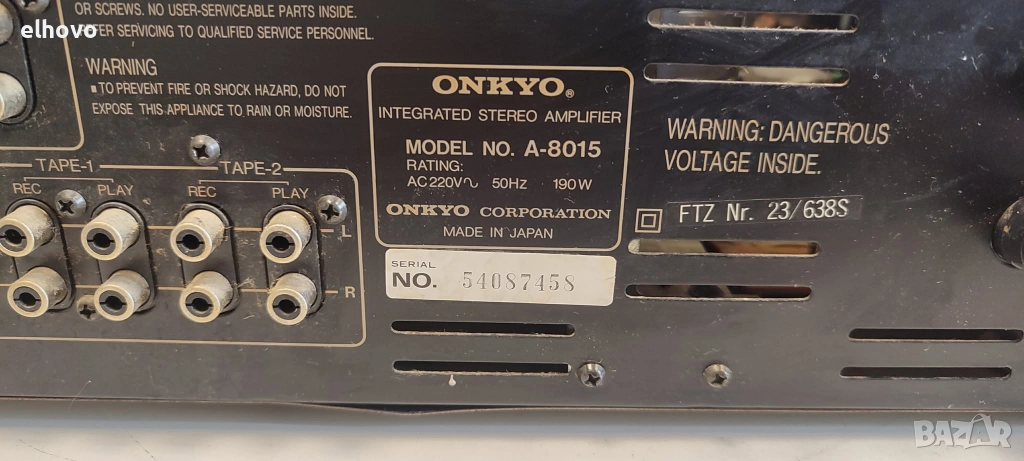 elhovo
OR SCREWS. NO USER-SERVICEABLE PARTS INSIDE.
REFER SERVICING TO QUALIFIED SERVICE PERSONNEL.
WARNING
■TO PREVENT FIRE OR SHOCK HAZARD, DO NOT
EXPOSE THIS APPLIANCE TO RAIN OR MOISTURE.
TAPE-1 TAPE-2
REC PLAY REC PLAY
L
R
ONKYO®
INTEGRATED STEREO AMPLIFIER
MODEL NO. A-8015
RATING:
AC 220V∿ 50Hz 190W
ONKYO CORPORATION
MADE IN JAPAN
SERIAL
NO. 54087458
WARNING: DANGEROUS
VOLTAGE INSIDE.
FTZ Nr. 23/638S
BAZAR